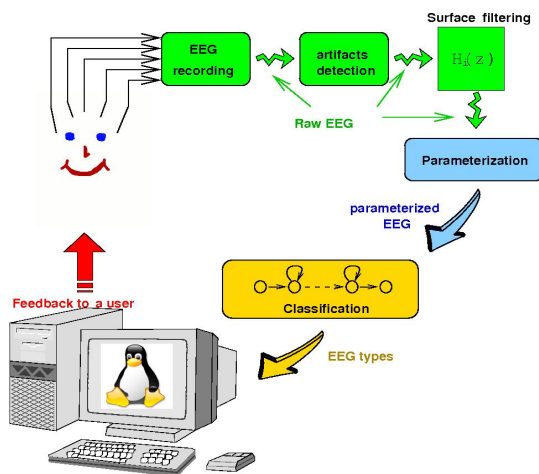 Surface filtering
EEG
recording
artifacts
detection
Hᵢ(z)
Raw EEG
Parameterization
parameterized
EEG
Classification
Feedback to a user
EEG types